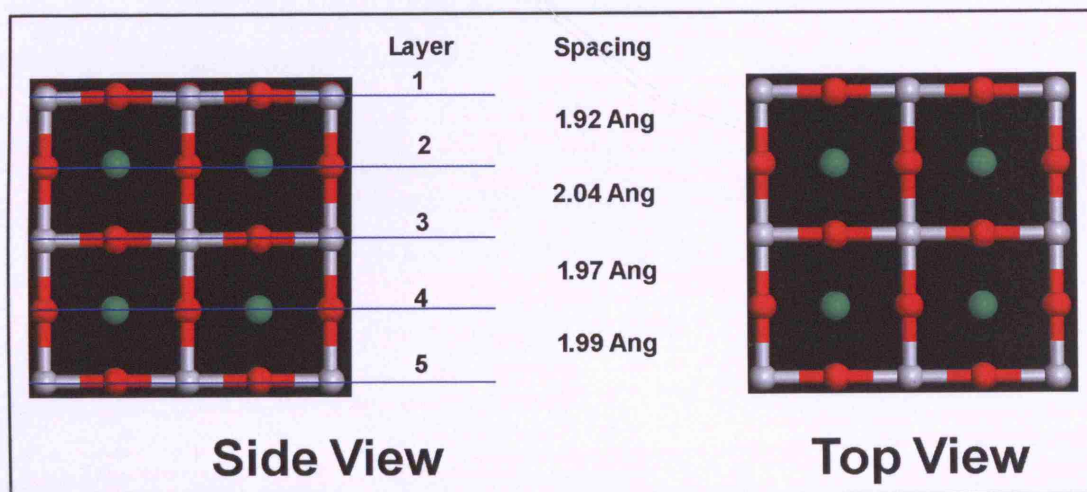 Layer Spacing
1
1.92 Ang
2
2.04 Ang
3
1.97 Ang
4
1.99 Ang
5
Side View Top View